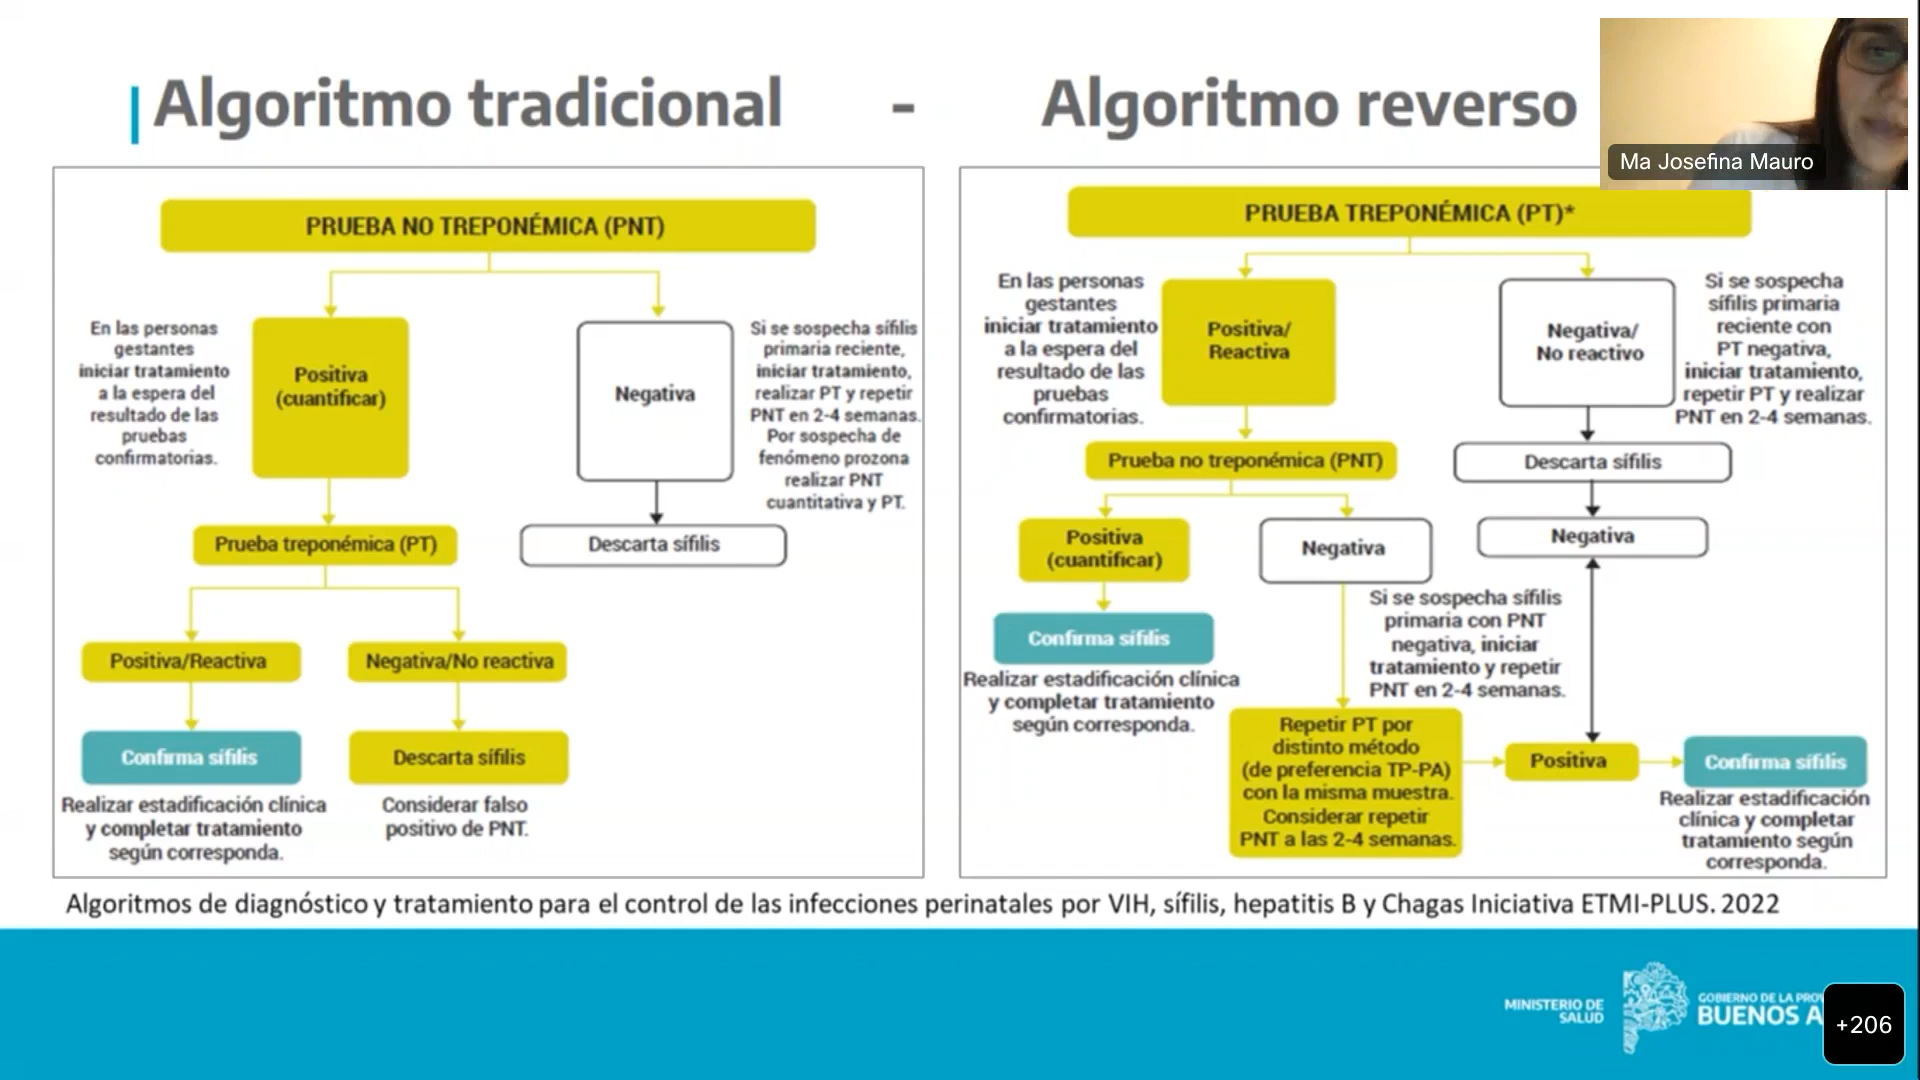 Algoritmo tradicional - Algoritmo reverso
Ma Josefina Mauro
PRUEBA NO TREPONÉMICA (PNT)
En las personas
gestantes
iniciar tratamiento
a la espera del
resultado de las
pruebas
confirmatorias.
Positiva
(cuantificar)
Negativa
Si se sospecha sífilis
primaria reciente,
iniciar tratamiento,
realizar PT y repetir
PNT en 2-4 semanas.
Por sospecha de
fenómeno prozona
realizar PNT
cuantitativa y PT.
Prueba treponémica (PT)
Descarta sífilis
Positiva/Reactiva
Negativa/No reactiva
Confirma sífilis
Descarta sífilis
Realizar estadificación clínica
y completar tratamiento
según corresponda.
Considerar falso
positivo de PNT.
PRUEBA TREPONÉMICA (PT)*
En las personas
gestantes
iniciar tratamiento
a la espera del
resultado de las
pruebas
confirmatorias.
Positiva/
Reactiva
Negativa/
No reactivo
Si se sospecha
sífilis primaria
reciente con
PT negativa,
iniciar tratamiento,
repetir PT y realizar
PNT en 2-4 semanas.
Prueba no treponémica (PNT)
Descarta sífilis
Positiva
(cuantificar)
Negativa
Negativa
Confirma sífilis
Realizar estadificación clínica
y completar tratamiento
según corresponda.
Si se sospecha sífilis
primaria con PNT
negativa, iniciar
tratamiento y repetir
PNT en 2-4 semanas.
Repetir PT por
distinto método
(de preferencia TP-PA)
con la misma muestra.
Considerar repetir
PNT a las 2-4 semanas.
Positiva
Confirma sífilis
Realizar estadificación
clínica y completar
tratamiento según
corresponda.
Algoritmos de diagnóstico y tratamiento para el control de las infecciones perinatales por VIH, sífilis, hepatitis B y Chagas Iniciativa ETMI-PLUS. 2022
MINISTERIO DE
SALUD
GOBIERNO DE LA
BUENOS
+206